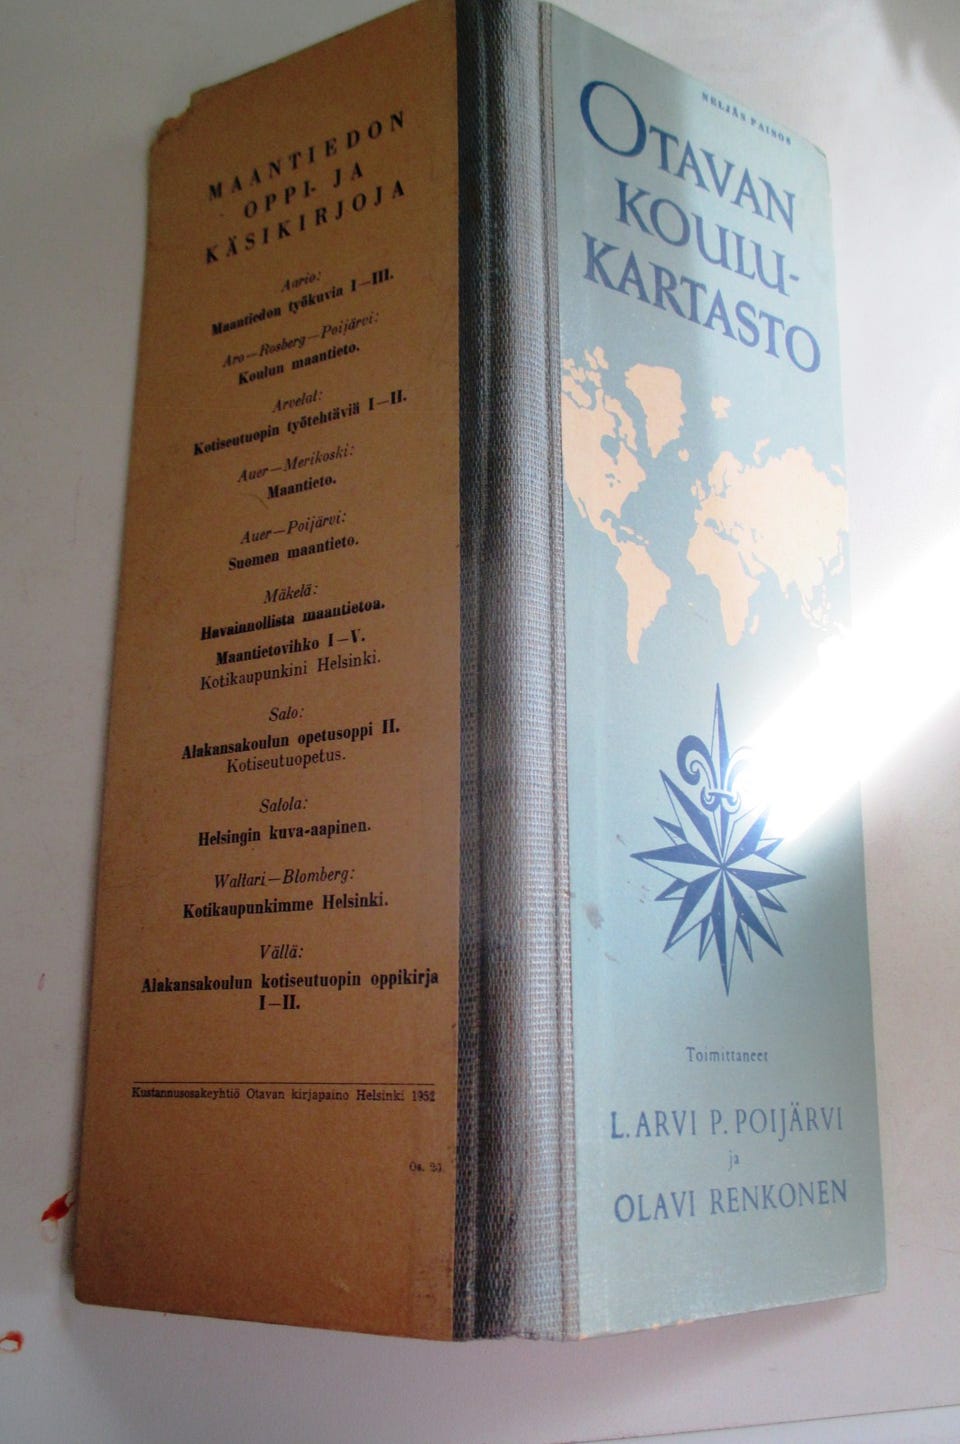 MAANTIEDON
OPPI- JA
KÄSIKIRJOJA
Aario:
Maantiedon työkuvia I—III.
Aro—Rosberg—Poijärvi:
Koulun maantieto.
Arvelat:
Kotiseutuopin työtehtäviä I—II.
Auer—Merikoski:
Maantieto.
Auer—Poijärvi:
Suomen maantieto.
Mäkelä:
Havainnollista maantietoa.
Maantietovihko I—V.
Kotikaupunkini Helsinki.
Salo:
Alakansakoulun opetusoppi II.
Kotiseutuopetus.
Salola:
Helsingin kuva-aapinen.
Waltari—Blomberg:
Kotikaupunkimme Helsinki.
Vällä:
Alakansakoulun kotiseutuopin oppikirja
I—II.
Kustannusosakeyhtiö Otavan kirjapaino Helsinki 1952
NELJÄS PAINOS
OTAVAN
KOULU-
KARTASTO
Toimittaneet
L. ARVI P. POIJÄRVI
ja
OLAVI RENKONEN